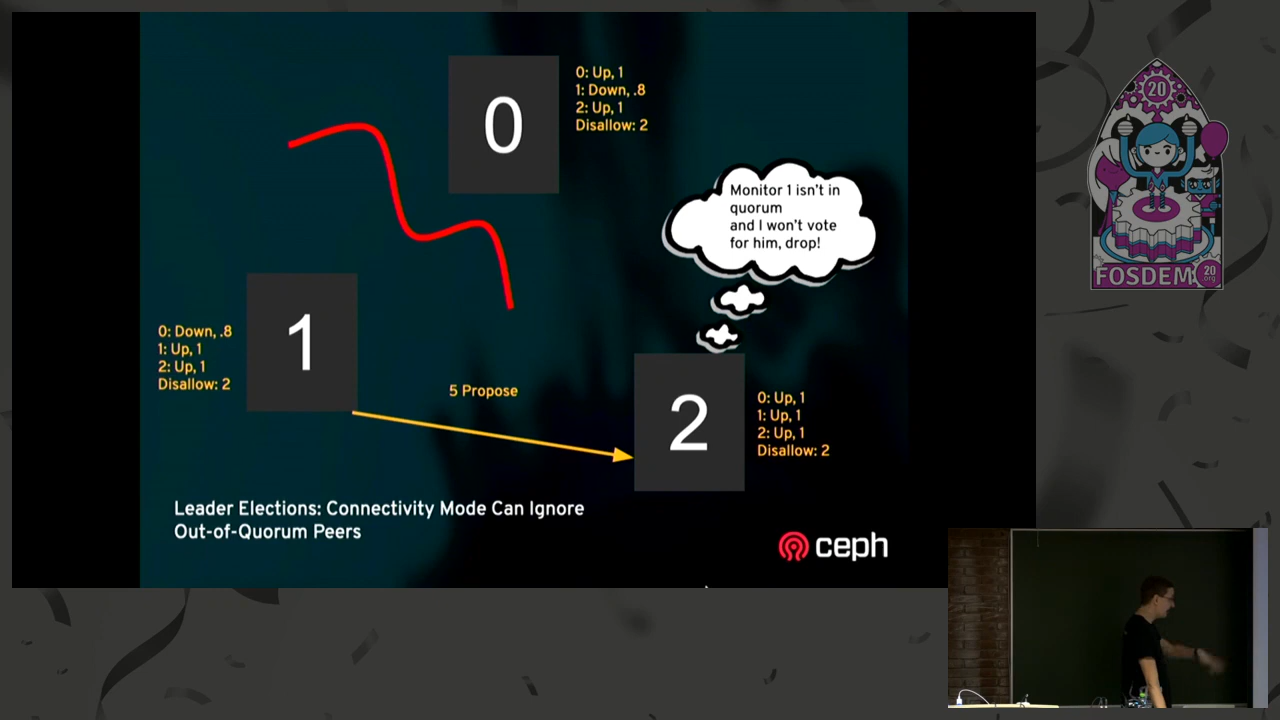 0
0: Up, 1
1: Down, .8
2: Up, 1
Disallow: 2
Monitor 1 isn't in
quorum
and I won't vote
for him, drop!
1
0: Down, .8
1: Up, 1
2: Up, 1
Disallow: 2
5 Propose
2
0: Up, 1
1: Up, 1
2: Up, 1
Disallow: 2
Leader Elections: Connectivity Mode Can Ignore
Out-of-Quorum Peers
ceph
20
FOSDEM
20
.org